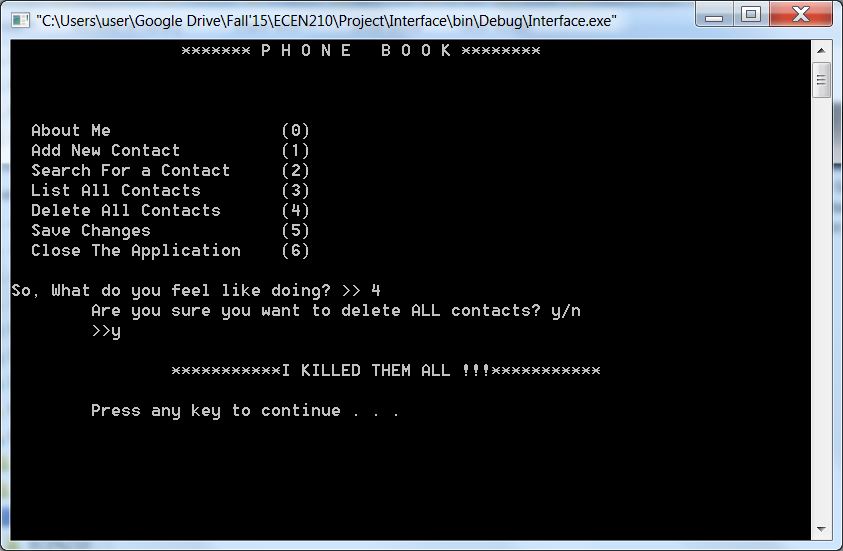 "C:\Users\user\Google Drive\Fall'15\ECEN210\Project\Interface\bin\Debug\Interface.exe"
******* P H O N E   B O O K ********
About Me (0)
Add New Contact (1)
Search For a Contact (2)
List All Contacts (3)
Delete All Contacts (4)
Save Changes (5)
Close The Application (6)
So, What do you feel like doing? >> 4
Are you sure you want to delete ALL contacts? y/n
>>y
***********I KILLED THEM ALL !!!***********
Press any key to continue . . .